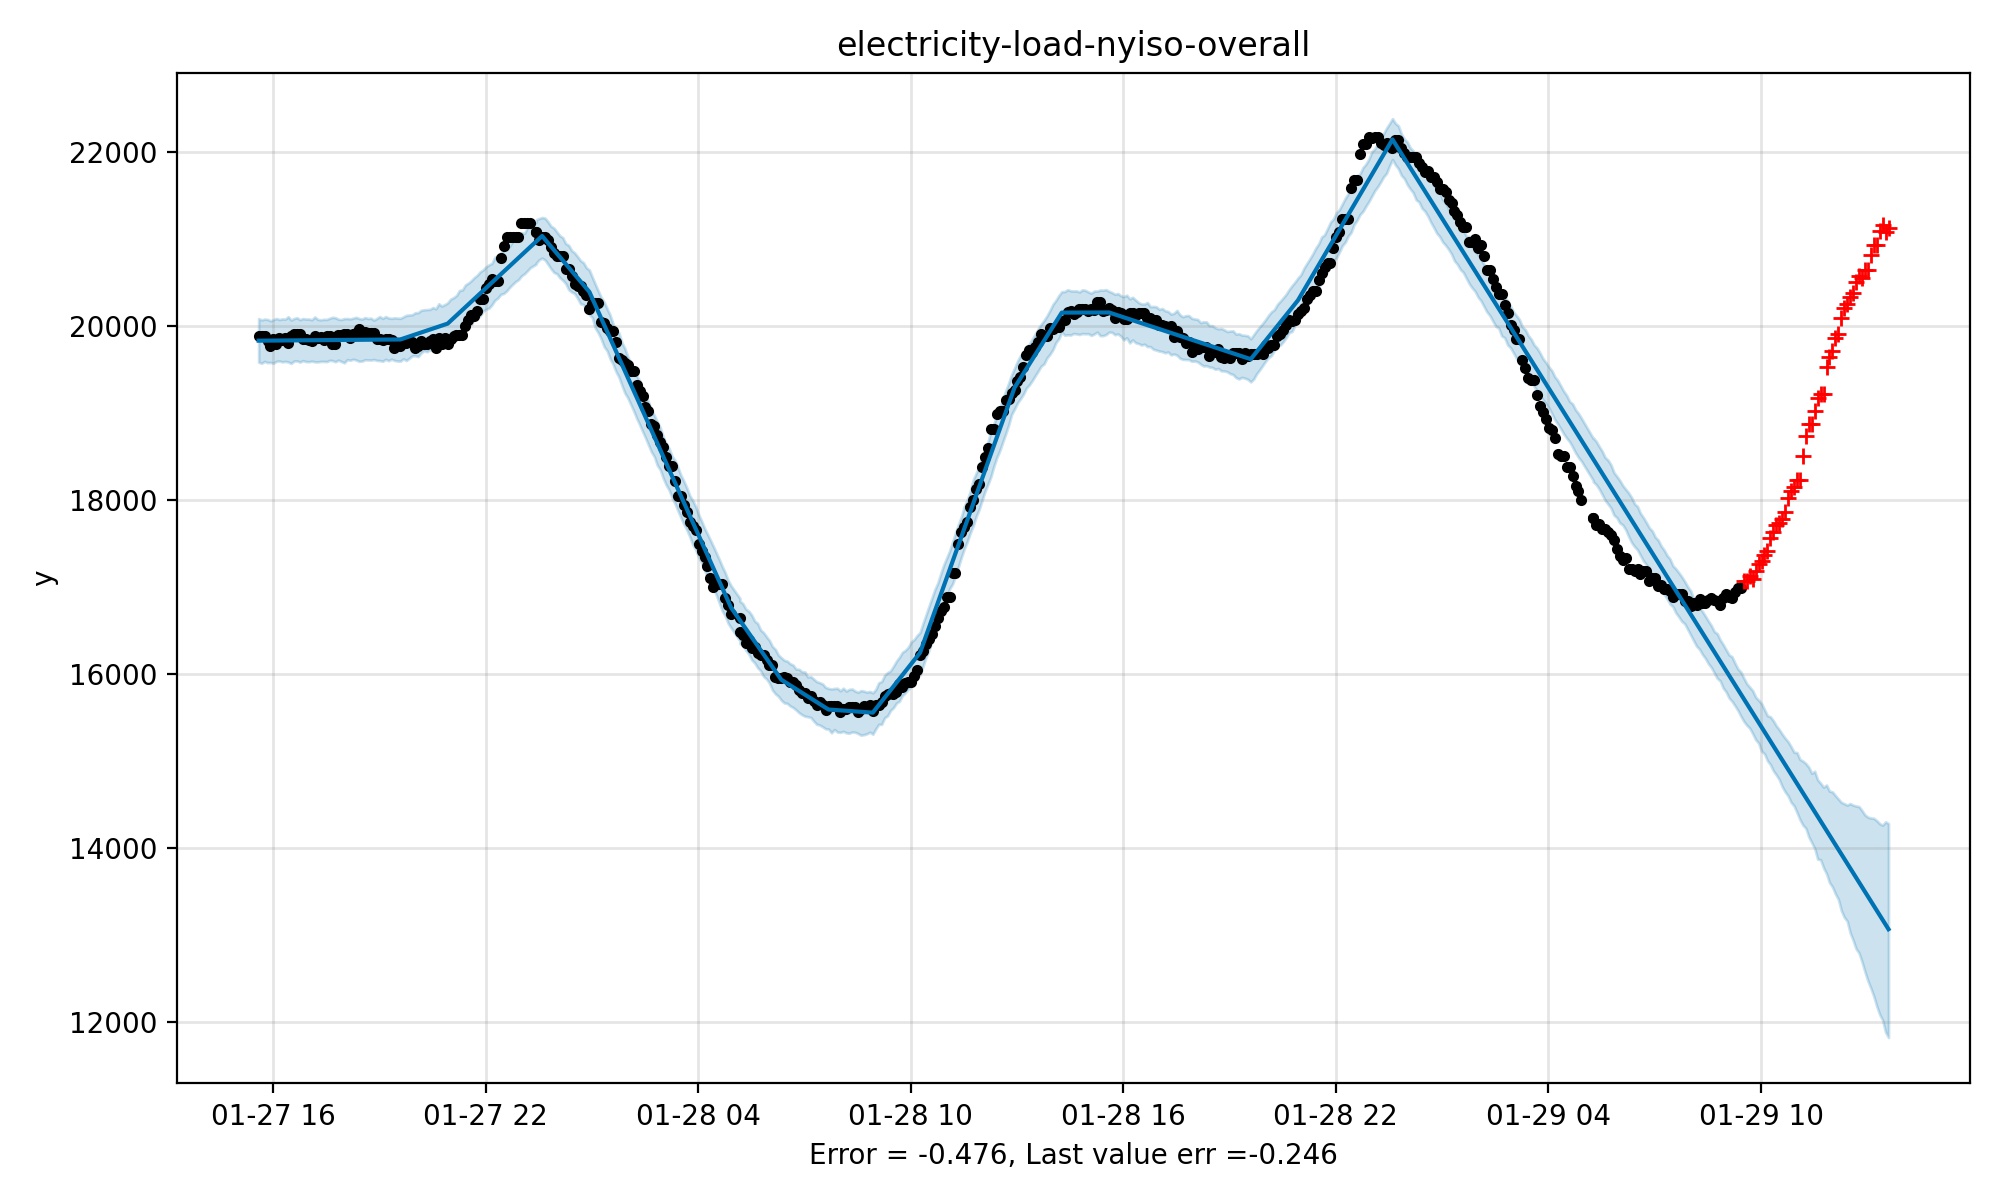 electricity-load-nyiso-overall
22000
20000
18000
16000
14000
12000
y
01-27 16 01-27 22 01-28 04 01-28 10 01-28 16 01-28 22 01-29 04 01-29 10
Error = -0.476, Last value err =-0.246